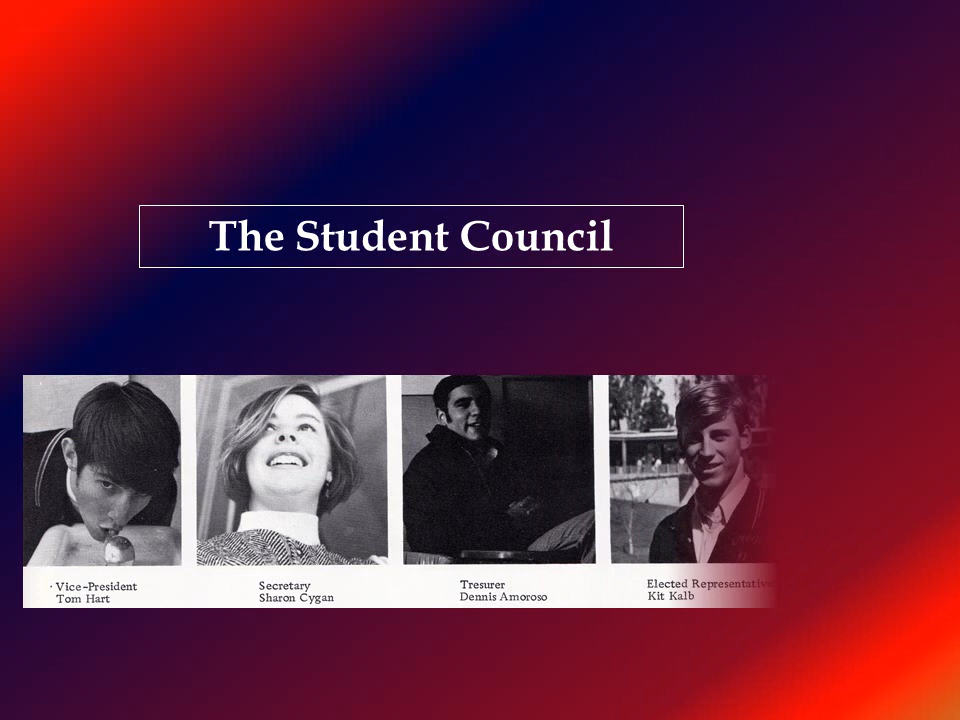 The Student Council
Vice-President
Tom Hart
Secretary
Sharon Cygan
Tresurer
Dennis Amoroso
Elected Representative
Kit Kalb